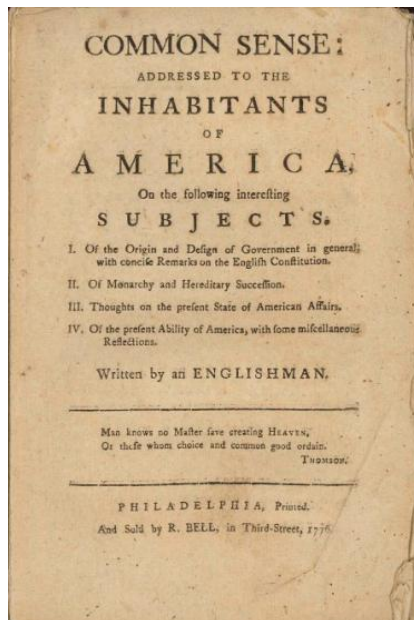 COMMON SENSE:
ADDRESSED TO THE
INHABITANTS
OF
AMERICA,
On the following intereſting
SUBJECTS.
I. Of the Origin and Deſign of Government in general;
with conciſe Remarks on the Engliſh Conſtitution.
II. Of Monarchy and Hereditary Succeſſion.
III. Thoughts on the preſent State of American Affairs.
IV. Of the preſent Ability of America, with ſome miſcellaneous
Reflections.
Written by an ENGLISHMAN.
Man knows no Maſter ſave creating HEAVEN,
Or thoſe whom choice and common good ordain.
THOMSON.
PHILADELPHIA, Printed.
And Sold by R. BELL, in Third-Street, 1776.